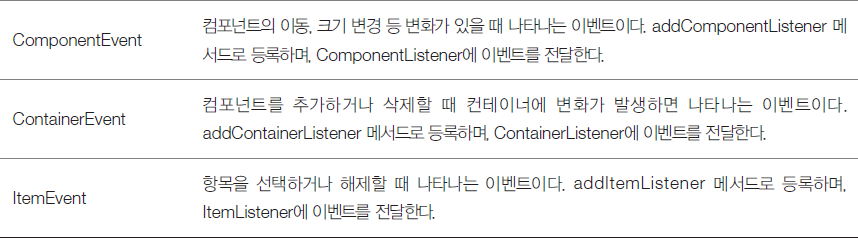 ComponentEvent
컴포넌트의 이동, 크기 변경 등 변화가 있을 때 나타나는 이벤트이다. addComponentListener 메
서드로 등록하며, ComponentListener에 이벤트를 전달한다.
ContainerEvent
컴포넌트를 추가하거나 삭제할 때 컨테이너에 변화가 발생하면 나타나는 이벤트이다.
addContainerListener 메서드로 등록하며, ContainerListener에 이벤트를 전달한다.
ItemEvent
항목을 선택하거나 해제할 때 나타나는 이벤트이다. addItemListener 메서드로 등록하며,
ItemListener에 이벤트를 전달한다.